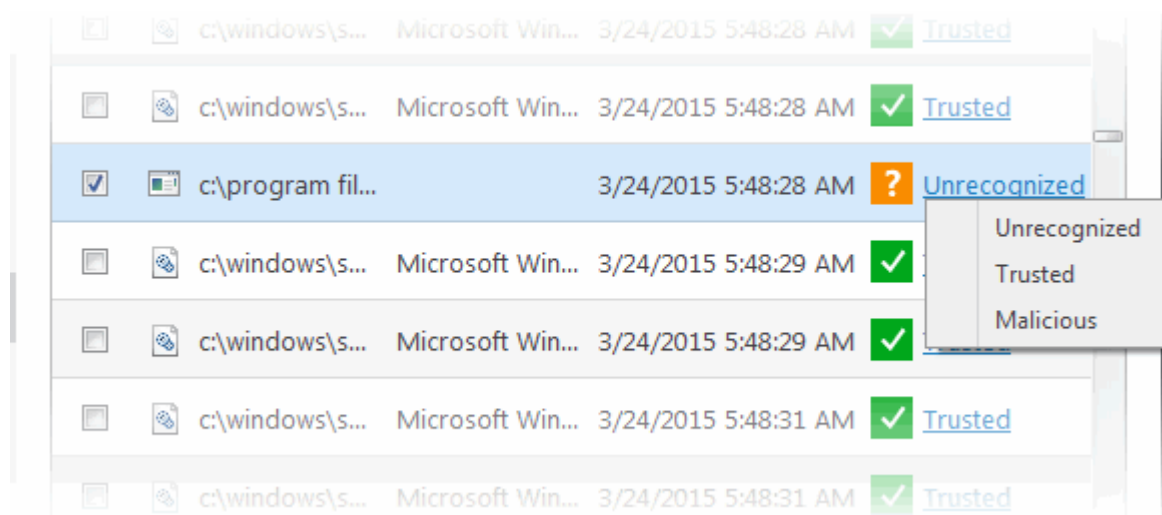 c:\windows\s... Microsoft Win... 3/24/2015 5:48:28 AM Trusted
c:\windows\s... Microsoft Win... 3/24/2015 5:48:28 AM Trusted
c:\program fil... 3/24/2015 5:48:28 AM ? Unrecognized
Unrecognized
c:\windows\s... Microsoft Win... 3/24/2015 5:48:29 AM
Trusted
Malicious
c:\windows\s... Microsoft Win... 3/24/2015 5:48:29 AM
c:\windows\s... Microsoft Win... 3/24/2015 5:48:31 AM Trusted
c:\windows\s... Microsoft Win... 3/24/2015 5:48:31 AM Trusted